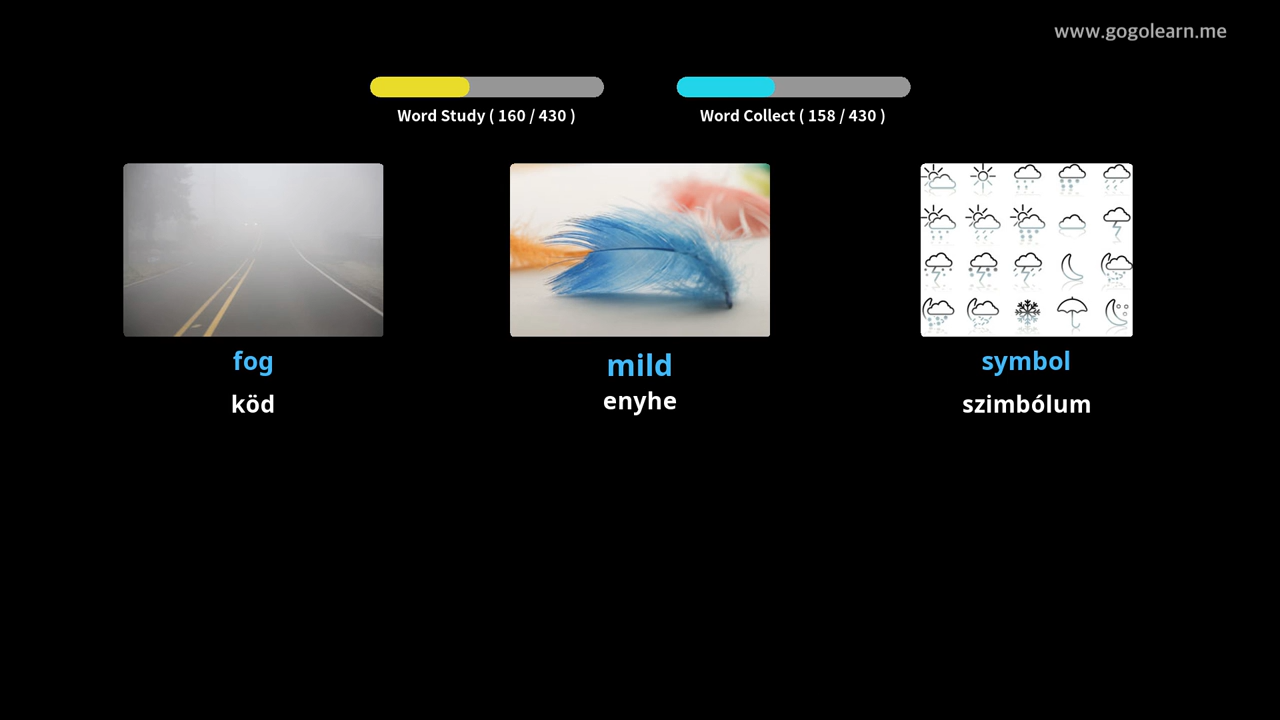 www.gogolearn.me
Word Study ( 160 / 430 )
Word Collect ( 158 / 430 )
fog
köd
mild
enyhe
symbol
szimbólum